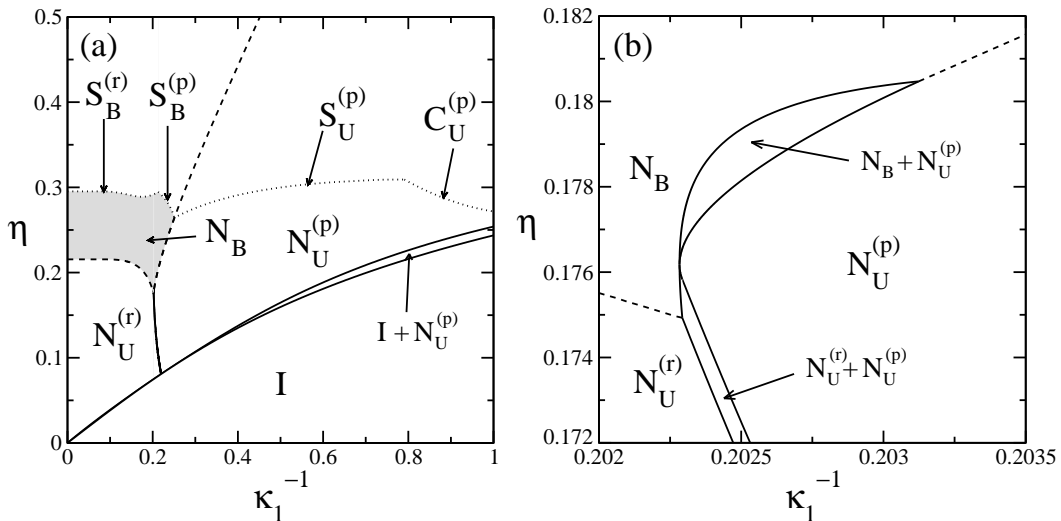 (a)
0.5
0.4
0.3
0.2
0.1
0
η
S_B^(r)
S_B^(p)
S_U^(p)
C_U^(p)
N_B
N_U^(p)
N_U^(r)
I + N_U^(p)
I
0 0.2 0.4 0.6 0.8 1
κ_1^−1
(b)
0.182
0.18
0.178
0.176
0.174
0.172
η
N_B
N_B + N_U^(p)
N_U^(p)
N_U^(r)
N_U^(r) + N_U^(p)
0.202 0.2025 0.203 0.2035
κ_1^−1